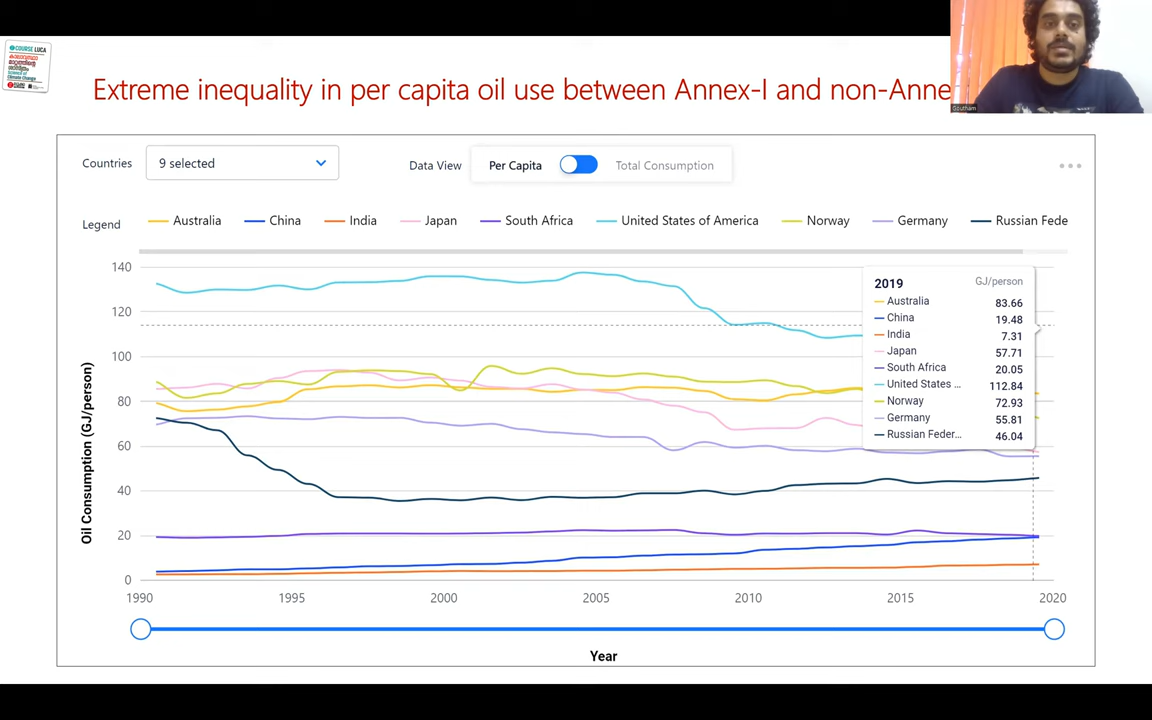 COURSE LUCA
Climate Change
Extreme inequality in per capita oil use between Annex-I and non-Anne
Goutham
Countries
9 selected
Data View
Per Capita
Total Consumption
Legend
Australia
China
India
Japan
South Africa
United States of America
Norway
Germany
Russian Fede
140
120
100
80
60
40
20
0
Oil Consumption (GJ/person)
2019 GJ/person
Australia 83.66
China 19.48
India 7.31
Japan 57.71
South Africa 20.05
United States ... 112.84
Norway 72.93
Germany 55.81
Russian Feder... 46.04
1990 1995 2000 2005 2010 2015 2020
Year